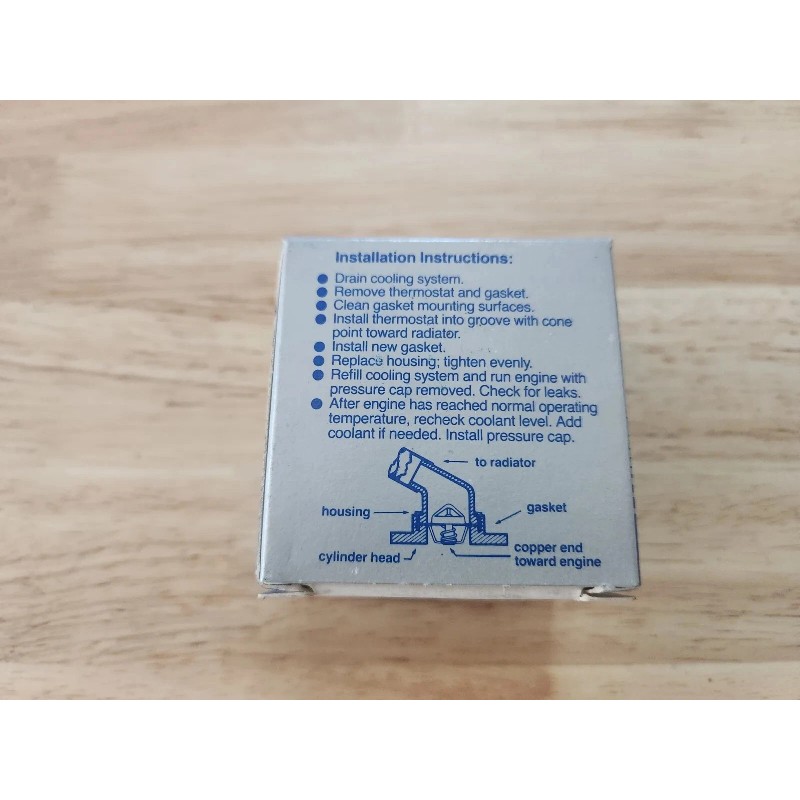 Installation Instructions:
● Drain cooling system.
● Remove thermostat and gasket.
● Clean gasket mounting surfaces.
● Install thermostat into groove with cone
point toward radiator.
● Install new gasket.
● Replace housing; tighten evenly.
● Refill cooling system and run engine with
pressure cap removed. Check for leaks.
● After engine has reached normal operating
temperature, recheck coolant level. Add
coolant if needed. Install pressure cap.
to radiator
housing
gasket
cylinder head
copper end
toward engine